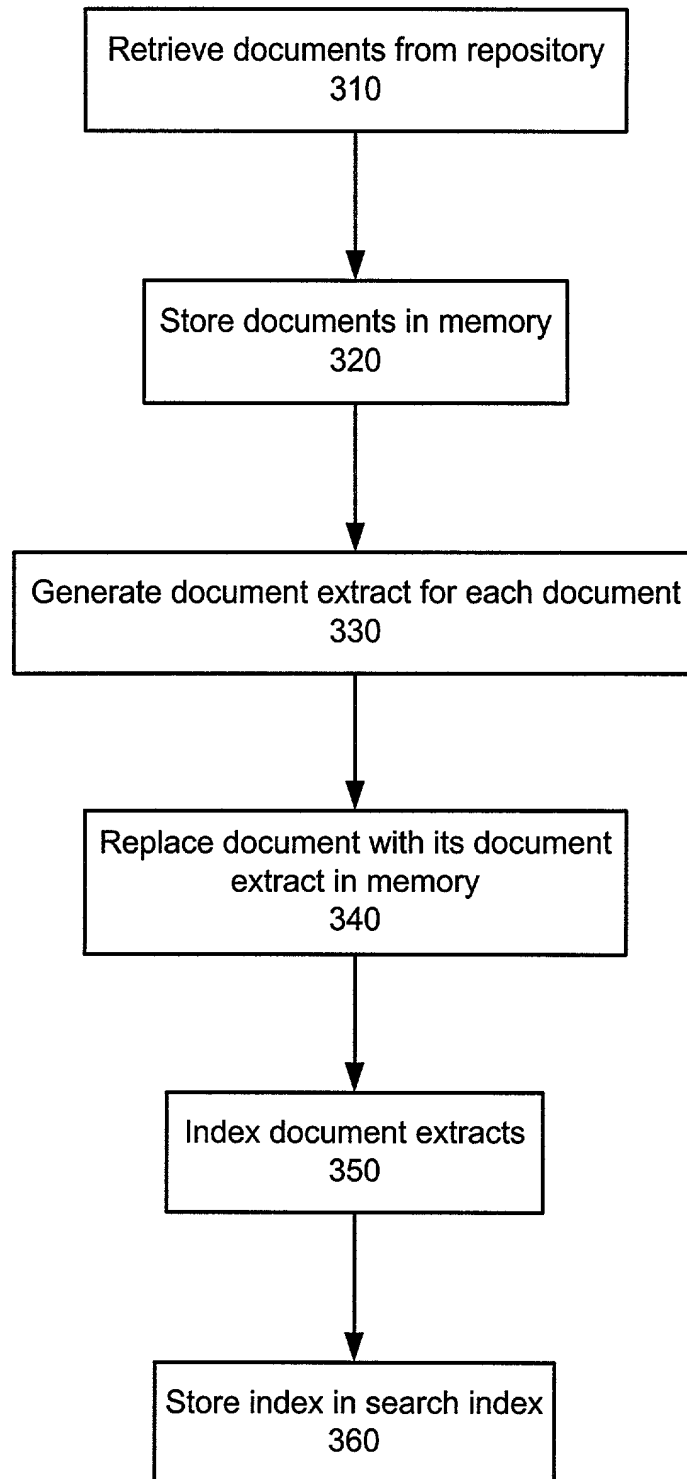 Retrieve documents from repository
310
Store documents in memory
320
Generate document extract for each document
330
Replace document with its document
extract in memory
340
Index document extracts
350
Store index in search index
360